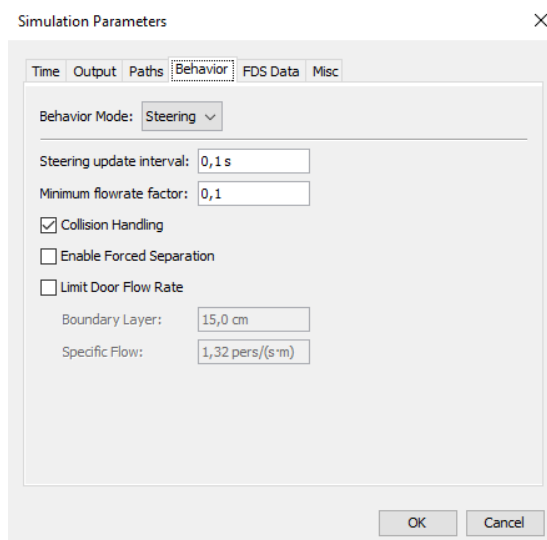 Simulation Parameters
Time Output Paths Behavior FDS Data Misc
Behavior Mode: Steering
Steering update interval: 0,1 s
Minimum flowrate factor: 0,1
Collision Handling
Enable Forced Separation
Limit Door Flow Rate
Boundary Layer: 15,0 cm
Specific Flow: 1,32 pers/(s·m)
OK Cancel